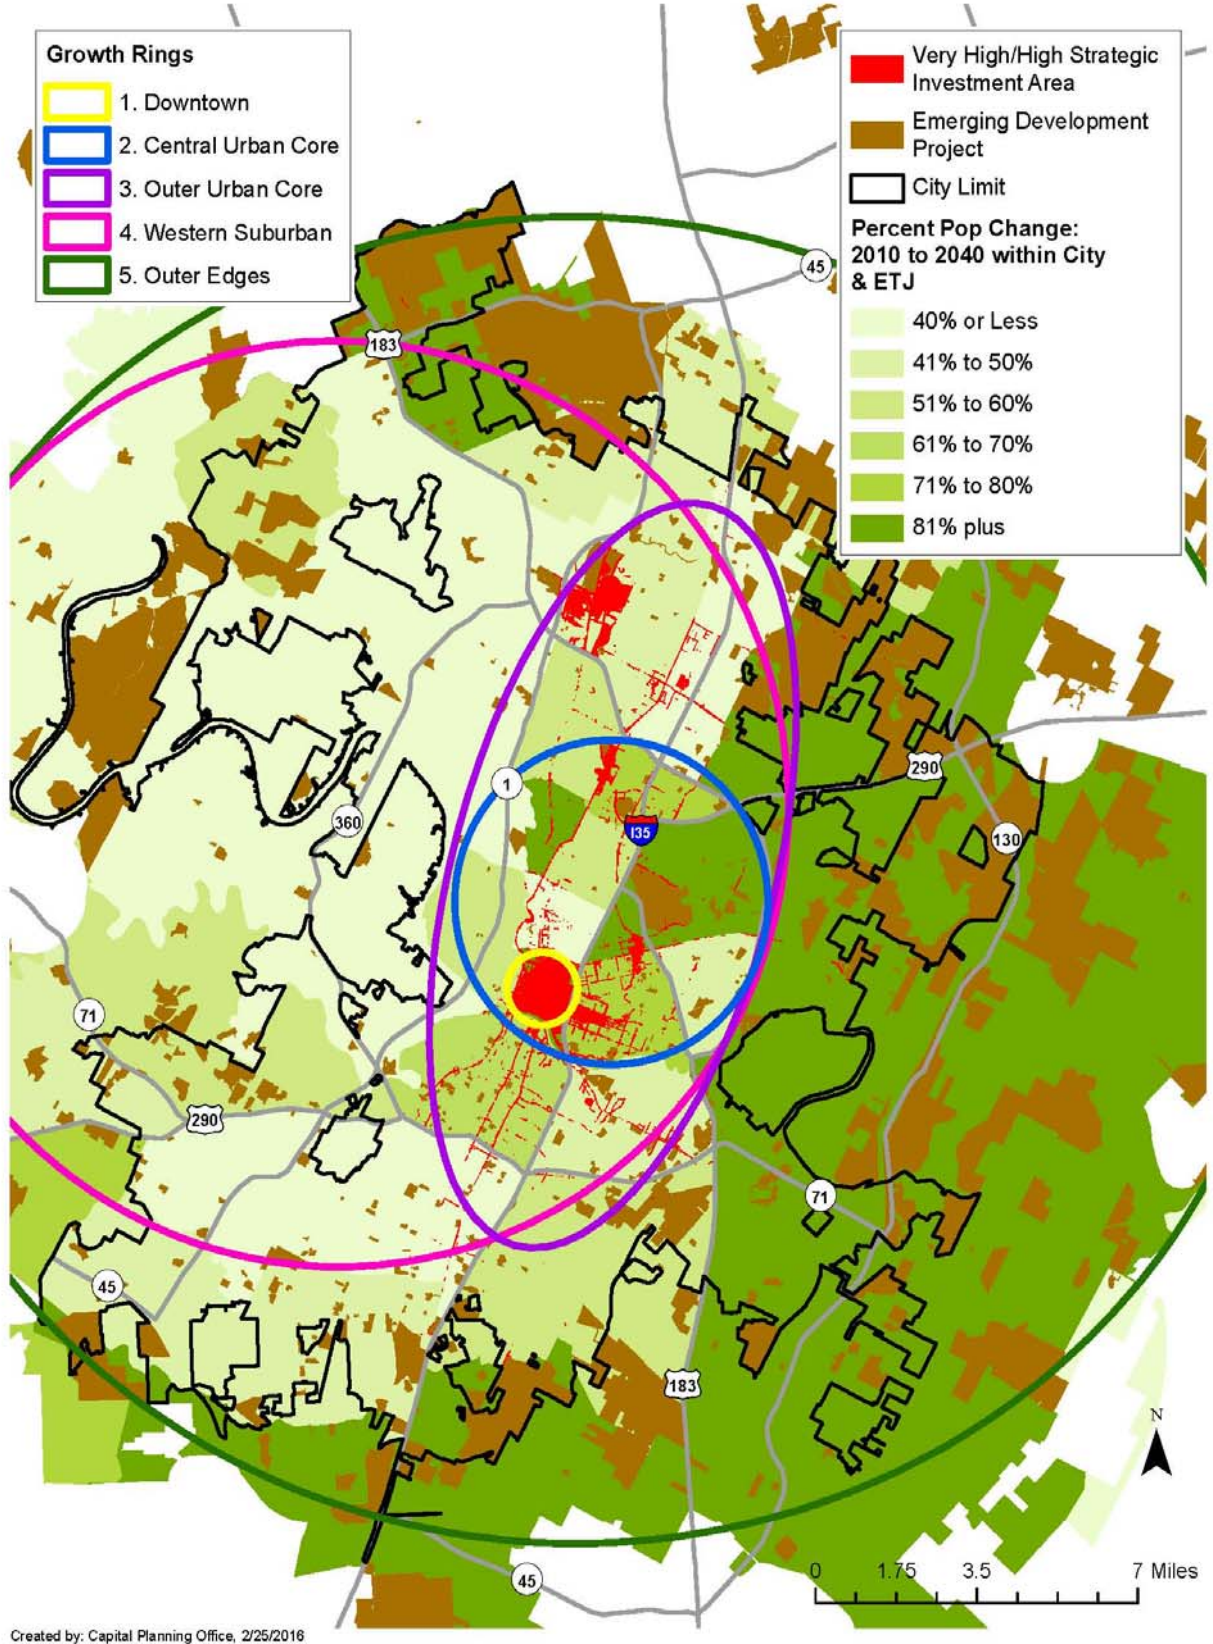 Growth Rings
1. Downtown
2. Central Urban Core
3. Outer Urban Core
4. Western Suburban
5. Outer Edges
Very High/High Strategic
Investment Area
Emerging Development
Project
City Limit
Percent Pop Change:
2010 to 2040 within City
& ETJ
40% or Less
41% to 50%
51% to 60%
61% to 70%
71% to 80%
81% plus
45
183
290
1
360
I35
130
71
290
71
45
183
45
N
0 1.75 3.5 7 Miles
Created by: Capital Planning Office, 2/25/2016